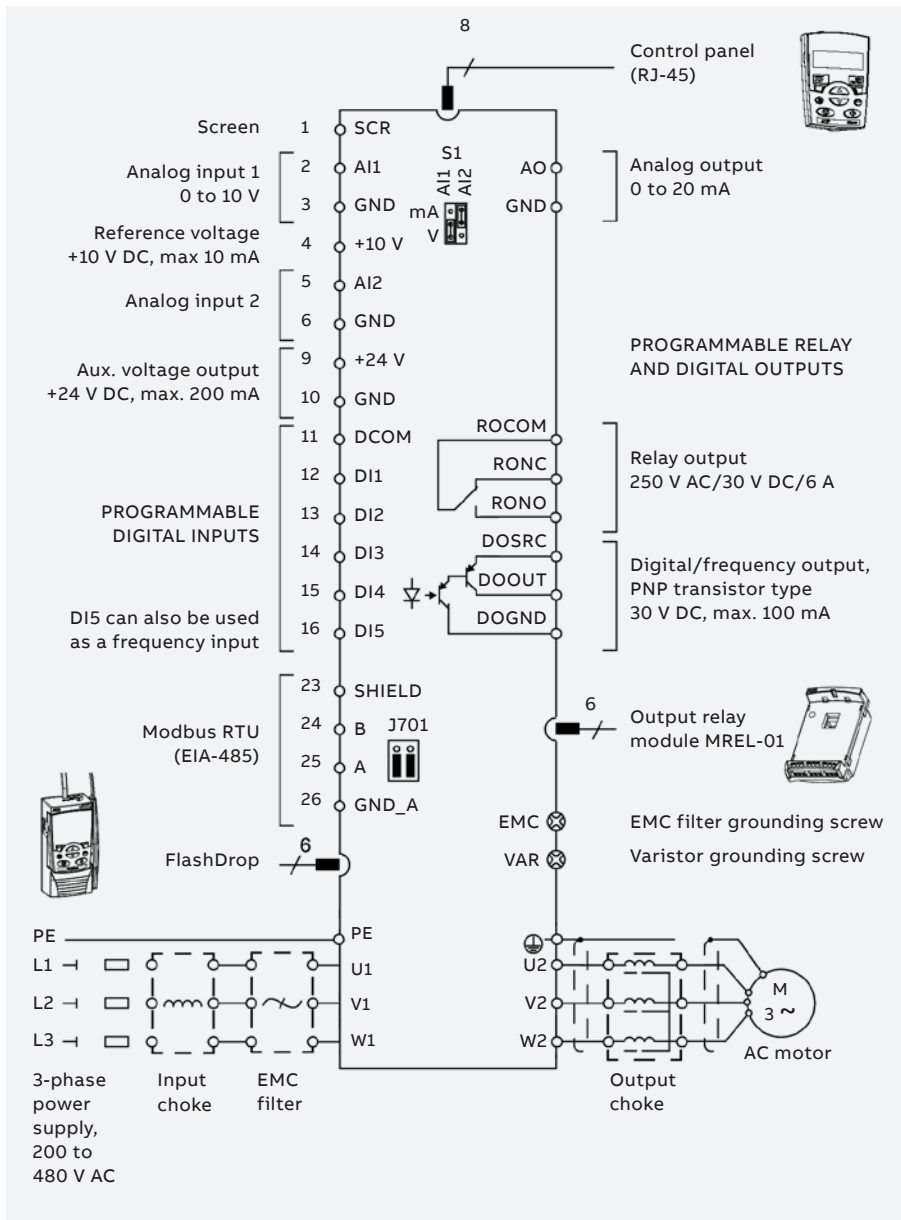 8
Control panel
(RJ-45)
Screen 1 SCR
Analog input 1
0 to 10 V
2 AI1
3 GND
S1
AI1 AI2
mA
V
AO
GND
Analog output
0 to 20 mA
Reference voltage
+10 V DC, max 10 mA
4 +10 V
Analog input 2
5 AI2
6 GND
Aux. voltage output
+24 V DC, max. 200 mA
9 +24 V
10 GND
PROGRAMMABLE RELAY
AND DIGITAL OUTPUTS
PROGRAMMABLE
DIGITAL INPUTS
DI5 can also be used
as a frequency input
11 DCOM
12 DI1
13 DI2
14 DI3
15 DI4
16 DI5
ROCOM
RONC
RONO
Relay output
250 V AC/30 V DC/6 A
DOSRC
DOOUT
DOGND
Digital/frequency output,
PNP transistor type
30 V DC, max. 100 mA
Modbus RTU
(EIA-485)
23 SHIELD
24 B
25 A
26 GND_A
J701
6
Output relay
module MREL-01
EMC EMC filter grounding screw
VAR Varistor grounding screw
FlashDrop 6
PE PE
L1 U1
L2 V1
L3 W1
U2
V2
W2
M
3 ~
AC motor
3-phase
power
supply,
200 to
480 V AC
Input
choke
EMC
filter
Output
choke